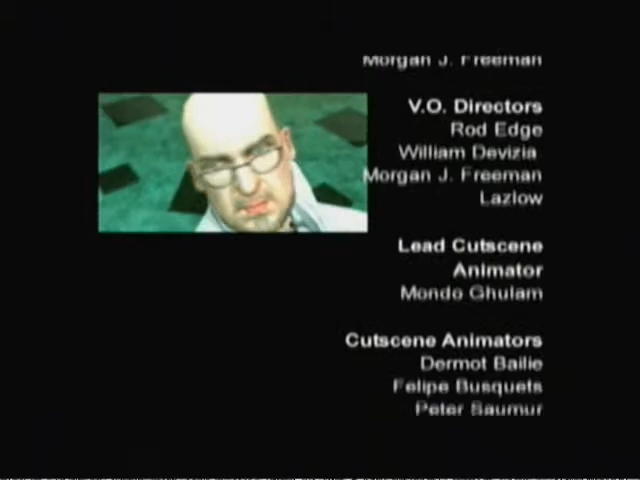 Morgan J. Freeman
V.O. Directors
Rod Edge
William Devizia
Morgan J. Freeman
Lazlow
Lead Cutscene
Animator
Mondo Ghulam
Cutscene Animators
Dermot Bailie
Felipe Busquets
Peter Saumur